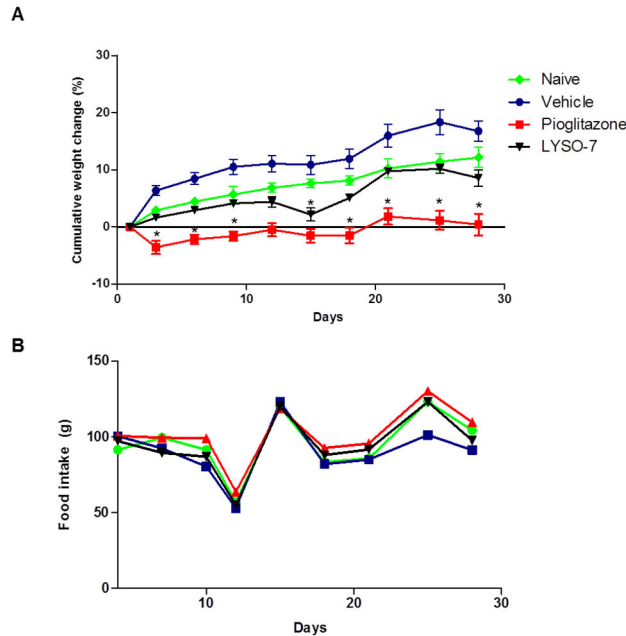 A
Cumulative weight change (%)
30
20
10
0
-10
* * * * * * * *
0 10 20 30
Days
Naive
Vehicle
Pioglitazone
LYSO-7
B
Food intake (g)
150
100
50
0
10 20 30
Days